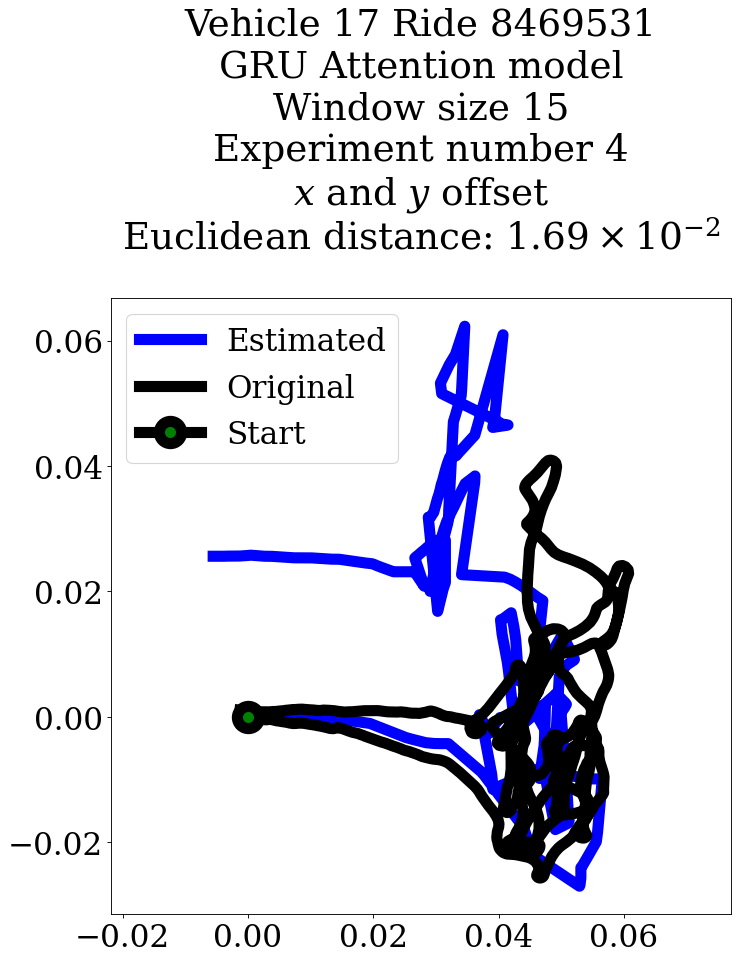 Vehicle 17 Ride 8469531
GRU Attention model
Window size 15
Experiment number 4
x and y offset
Euclidean distance: 1.69 × 10⁻²
Estimated
Original
Start
0.06
0.04
0.02
0.00
−0.02
−0.02 0.00 0.02 0.04 0.06